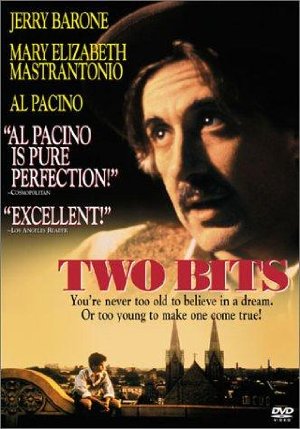 JERRY BARONE
MARY ELIZABETH
MASTRANTONIO
AL PACINO
"AL PACINO
IS PURE
PERFECTION!"
–COSMOPOLITAN
"EXCELLENT!"
–LOS ANGELES READER
TWO BITS
You're never too old to believe in a dream.
Or too young to make one come true!
DVD
VIDEO